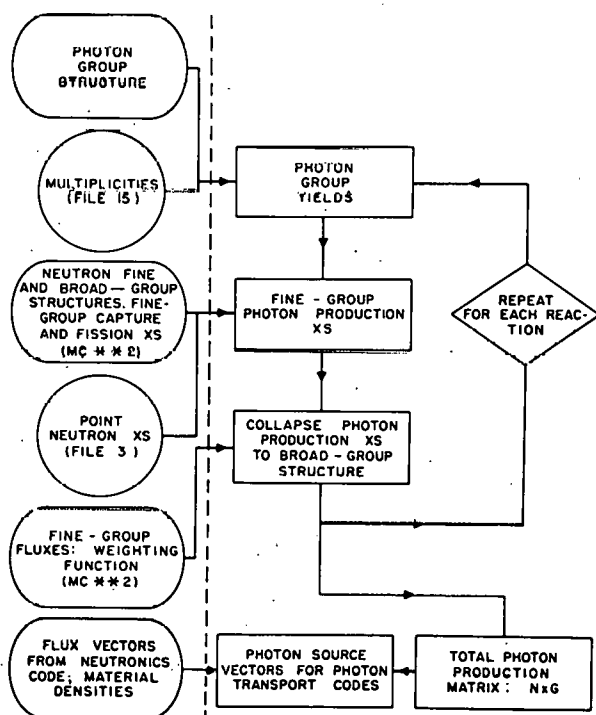 PHOTON
GROUP
STRUCTURE
MULTIPLICITIES
(FILE 15)
PHOTON
GROUP
YIELDS
NEUTRON FINE
AND BROAD-GROUP
STRUCTURES. FINE-
GROUP CAPTURE
AND FISSION XS
(MC**2)
FINE-GROUP
PHOTON PRODUCTION
XS
REPEAT
FOR EACH REAC-
TION
POINT
NEUTRON XS
(FILE 3)
COLLAPSE PHOTON
PRODUCTION XS
TO BROAD-GROUP
STRUCTURE
FINE-GROUP
FLUXES: WEIGHTING
FUNCTION
(MC**2)
FLUX VECTORS
FROM NEUTRONICS
CODE; MATERIAL
DENSITIES
PHOTON SOURCE
VECTORS FOR PHOTON
TRANSPORT CODES
TOTAL PHOTON
PRODUCTION
MATRIX: NxG